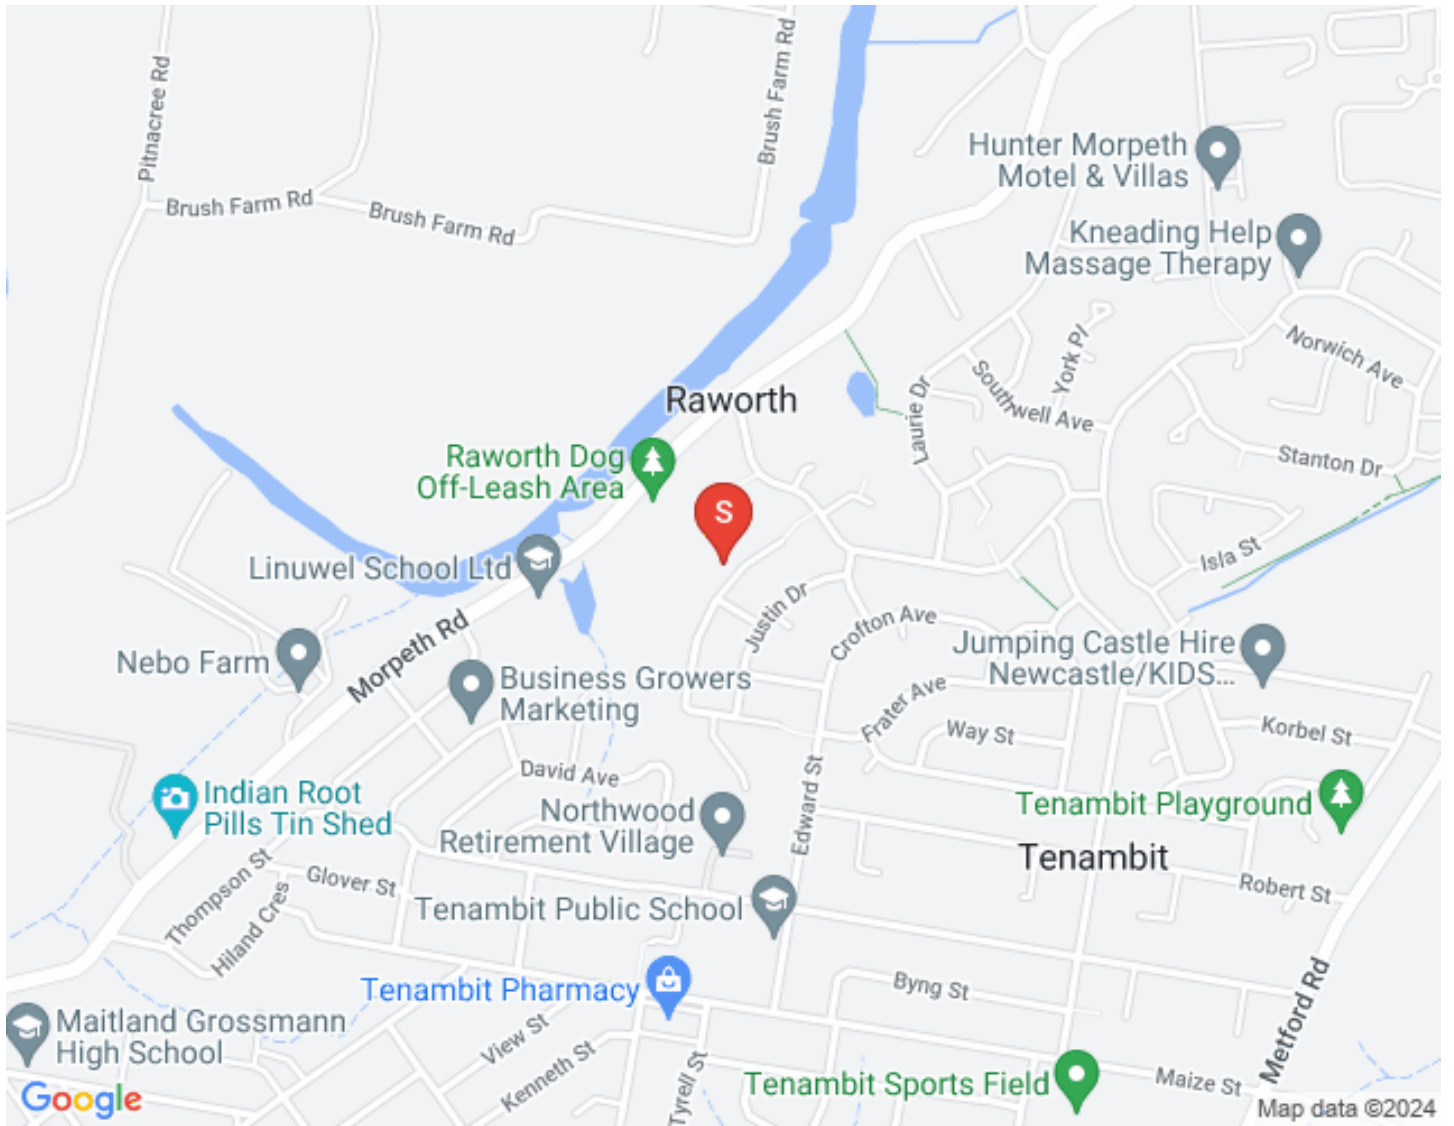 Pitnacree Rd
Brush Farm Rd
Brush Farm Rd
Brush Farm Rd
Hunter Morpeth
Motel & Villas
Kneading Help
Massage Therapy
York Pl
Norwich Ave
Southwell Ave
Laurie Dr
Stanton Dr
Raworth
Raworth Dog
Off-Leash Area
S
Isla St
Linuwel School Ltd
Justin Dr
Crofton Ave
Morpeth Rd
Nebo Farm
Jumping Castle Hire
Newcastle/KIDS...
Business Growers
Marketing
Frater Ave
Way St
Korbel St
David Ave
Indian Root
Pills Tin Shed
Northwood
Retirement Village
Edward St
Tenambit Playground
Tenambit
Thompson St
Glover St
Hiland Cres
Robert St
Tenambit Public School
Tenambit Pharmacy
Byng St
Metford Rd
Maitland Grossmann
High School
View St
Kenneth St
Tyrell St
Tenambit Sports Field
Maize St
Google
Map data ©2024